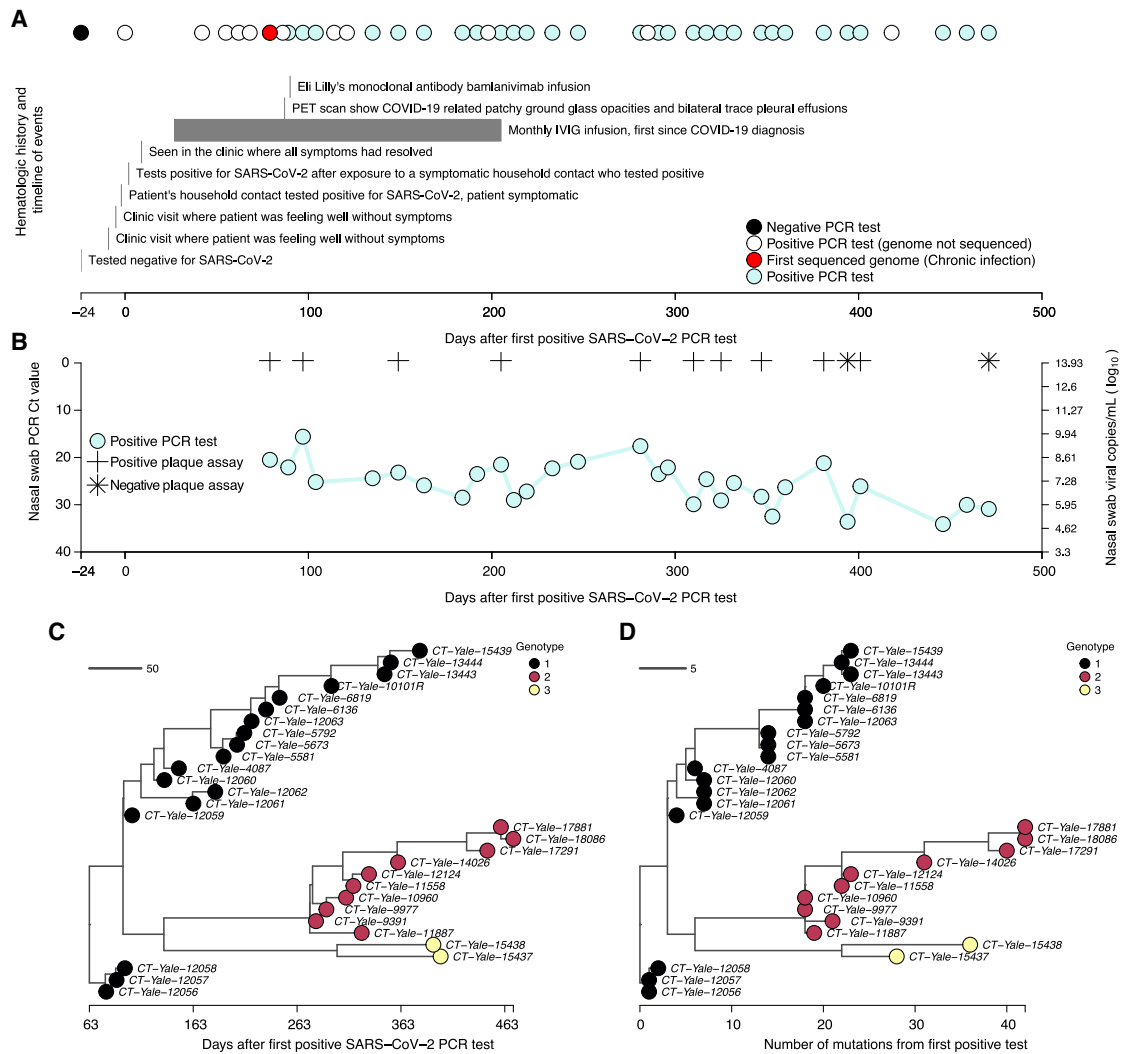 A
Hematologic history and
timeline of events
Eli Lilly's monoclonal antibody bamlanivimab infusion
PET scan show COVID-19 related patchy ground glass opacities and bilateral trace pleural effusions
Monthly IVIG infusion, first since COVID-19 diagnosis
Seen in the clinic where all symptoms had resolved
Tests positive for SARS-CoV-2 after exposure to a symptomatic household contact who tested positive
Patient's household contact tested positive for SARS-CoV-2, patient symptomatic
Clinic visit where patient was feeling well without symptoms
Clinic visit where patient was feeling well without symptoms
Tested negative for SARS-CoV-2
Negative PCR test
Positive PCR test (genome not sequenced)
First sequenced genome (Chronic infection)
Positive PCR test
−24 0 100 200 300 400 500
Days after first positive SARS−CoV−2 PCR test
B
Nasal swab PCR Ct value
0
10
20
30
40
Positive PCR test
Positive plaque assay
Negative plaque assay
13.93
12.6
11.27
9.94
8.61
7.28
5.95
4.62
3.3
Nasal swab viral copies/mL (log10)
−24 0 100 200 300 400 500
Days after first positive SARS−CoV−2 PCR test
C
50
Genotype
1
2
3
CT−Yale−15439
CT−Yale−13444
CT−Yale−13443
CT−Yale−10101R
CT−Yale−6819
CT−Yale−6136
CT−Yale−12063
CT−Yale−5792
CT−Yale−5673
CT−Yale−5581
CT−Yale−4087
CT−Yale−12060
CT−Yale−12062
CT−Yale−12061
CT−Yale−12059
CT−Yale−17881
CT−Yale−18086
CT−Yale−17291
CT−Yale−14026
CT−Yale−12124
CT−Yale−11558
CT−Yale−10960
CT−Yale−9977
CT−Yale−9391
CT−Yale−11887
CT−Yale−15438
CT−Yale−15437
CT−Yale−12058
CT−Yale−12057
CT−Yale−12056
63 163 263 363 463
Days after first positive SARS−CoV−2 PCR test
D
5
Genotype
1
2
3
CT−Yale−15439
CT−Yale−13444
CT−Yale−13443
CT−Yale−10101R
CT−Yale−6819
CT−Yale−6136
CT−Yale−12063
CT−Yale−5792
CT−Yale−5673
CT−Yale−5581
CT−Yale−4087
CT−Yale−12060
CT−Yale−12062
CT−Yale−12061
CT−Yale−12059
CT−Yale−17881
CT−Yale−18086
CT−Yale−17291
CT−Yale−14026
CT−Yale−12124
CT−Yale−11558
CT−Yale−10960
CT−Yale−9977
CT−Yale−9391
CT−Yale−11887
CT−Yale−15438
CT−Yale−15437
CT−Yale−12058
CT−Yale−12057
CT−Yale−12056
0 10 20 30 40
Number of mutations from first positive test